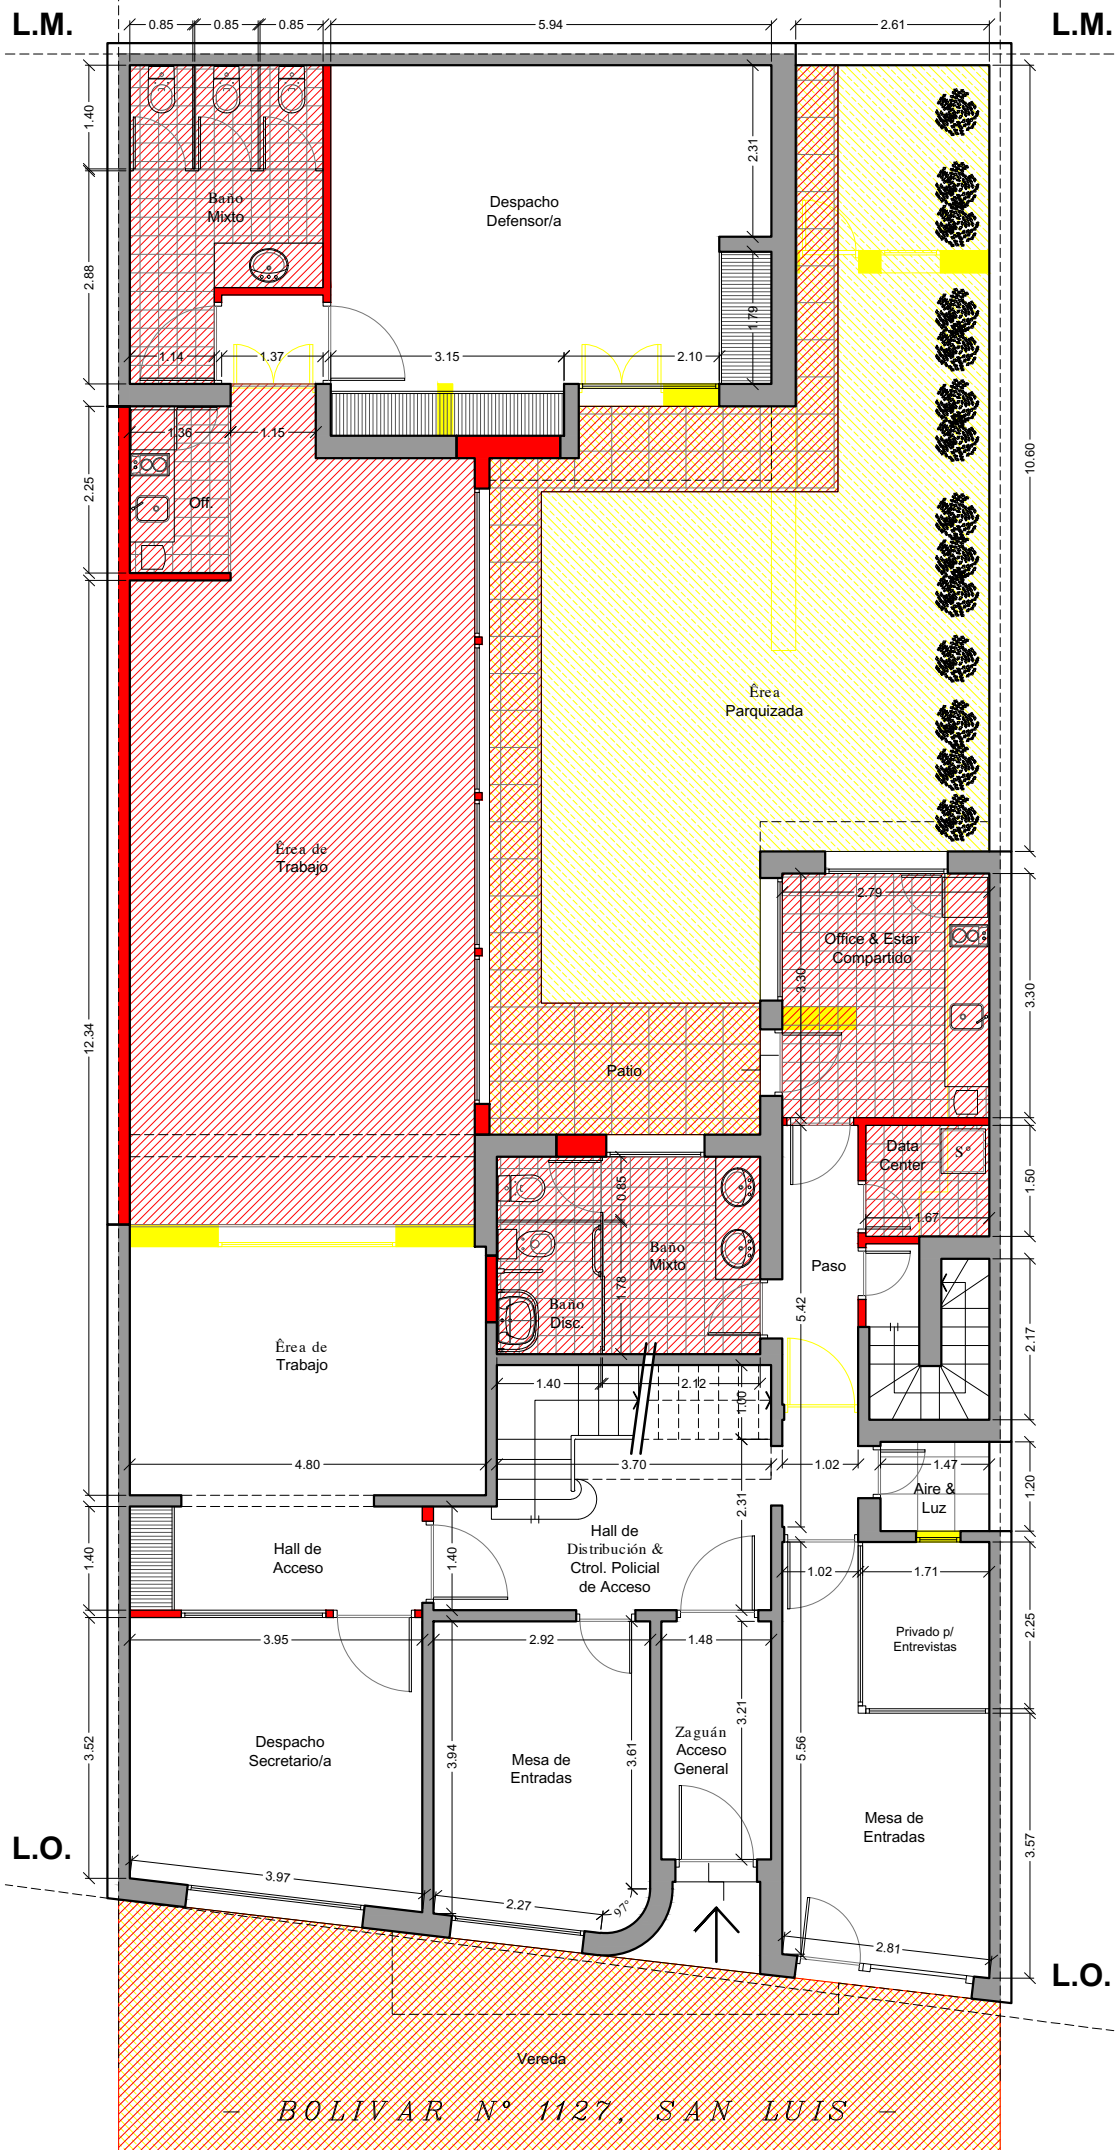 L.M.
L.M.
0.85
0.85
0.85
5.94
2.61
1.40
2.31
Baño
Mixto
Despacho
Defensor/a
2.88
1.79
1.14
1.37
3.15
2.10
1.36
1.15
2.25
Off.
10.60
Êrea
Parquizada
Êrea de
Trabajo
2.79
Office & Estar
Compartido
3.30
3.30
12.34
Patio
Data
Center
S°
1.50
0.85
1.67
Baño
Mixto
Paso
1.78
Baño
Disc.
5.42
2.17
Êrea de
Trabajo
1.40
2.12
1.00
4.80
3.70
1.02
1.47
Aire &
Luz
1.20
2.31
Hall de
Acceso
1.40
1.40
Hall de
Distribución &
Ctrol. Policial
de Acceso
1.02
1.71
3.95
2.92
1.48
Privado p/
Entrevistas
2.25
3.52
Despacho
Secretario/a
3.94
Mesa de
Entradas
3.61
Zaguán
Acceso
General
3.21
5.56
Mesa de
Entradas
3.57
L.O.
3.97
2.27
97°
2.81
L.O.
Vereda
- BOLIVAR Nº 1127, SAN LUIS -